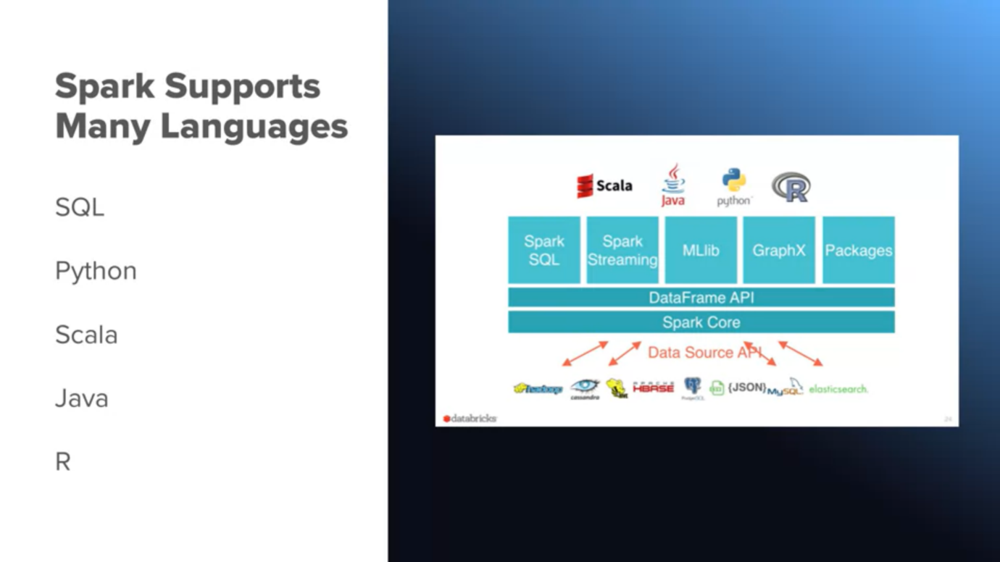 Spark Supports
Many Languages
SQL
Python
Scala
Java
R
Scala
Java
python
R
Spark
SQL
Spark
Streaming
MLlib
GraphX
Packages
DataFrame API
Spark Core
Data Source API
hadoop
cassandra
APACHE
HBASE
PostgreSQL
{JSON}
MySQL
elasticsearch.
databricks
24